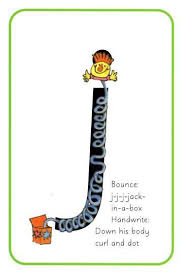 Bounce:
j-j-j-jack-
in-a-box
Handwrite:
Down his body
curl and dot